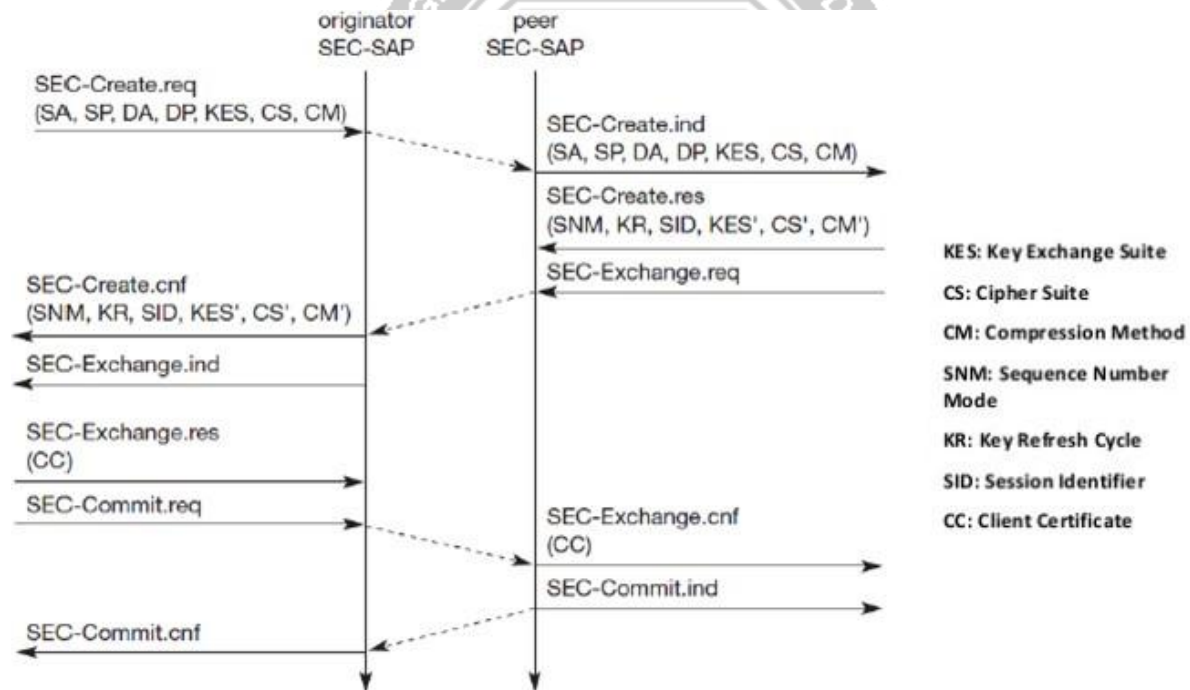 originator
SEC-SAP
peer
SEC-SAP
SEC-Create.req
(SA, SP, DA, DP, KES, CS, CM)
SEC-Create.ind
(SA, SP, DA, DP, KES, CS, CM)
SEC-Create.res
(SNM, KR, SID, KES', CS', CM')
SEC-Exchange.req
SEC-Create.cnf
(SNM, KR, SID, KES', CS', CM')
SEC-Exchange.ind
SEC-Exchange.res
(CC)
SEC-Commit.req
SEC-Exchange.cnf
(CC)
SEC-Commit.ind
SEC-Commit.cnf
KES: Key Exchange Suite
CS: Cipher Suite
CM: Compression Method
SNM: Sequence Number
Mode
KR: Key Refresh Cycle
SID: Session Identifier
CC: Client Certificate